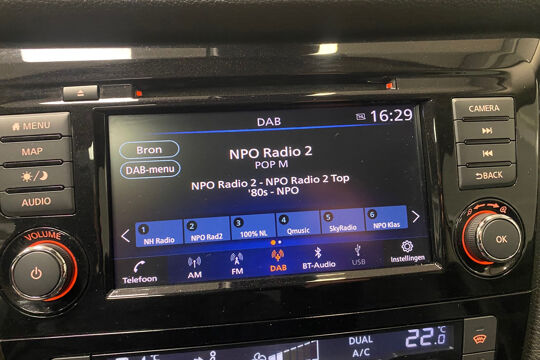 DAB 16:29
CAMERA
MENU
MAP
AUDIO
VOLUME
BACK
OK
Bron
DAB-menu
NPO Radio 2
POP M
NPO Radio 2 - NPO Radio 2 Top
'80s - NPO
1 2 3 4 5 6
NH Radio NPO Rad2 100% NL Qmusic SkyRadio NPO Klas
Telefoon AM FM DAB BT-Audio USB Instellingen
DUAL
A/C
22.0